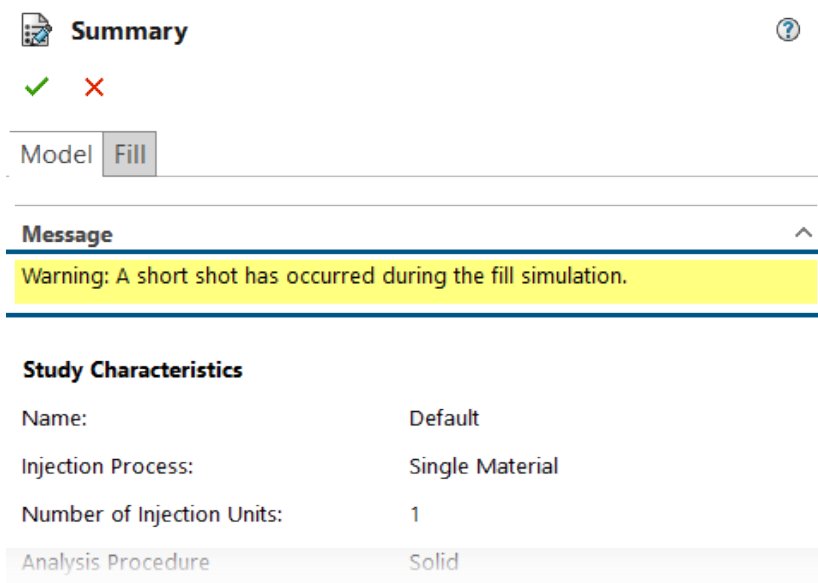 Summary
?
Model Fill
Message
Warning: A short shot has occurred during the fill simulation.
Study Characteristics
Name: Default
Injection Process: Single Material
Number of Injection Units: 1
Analysis Procedure Solid